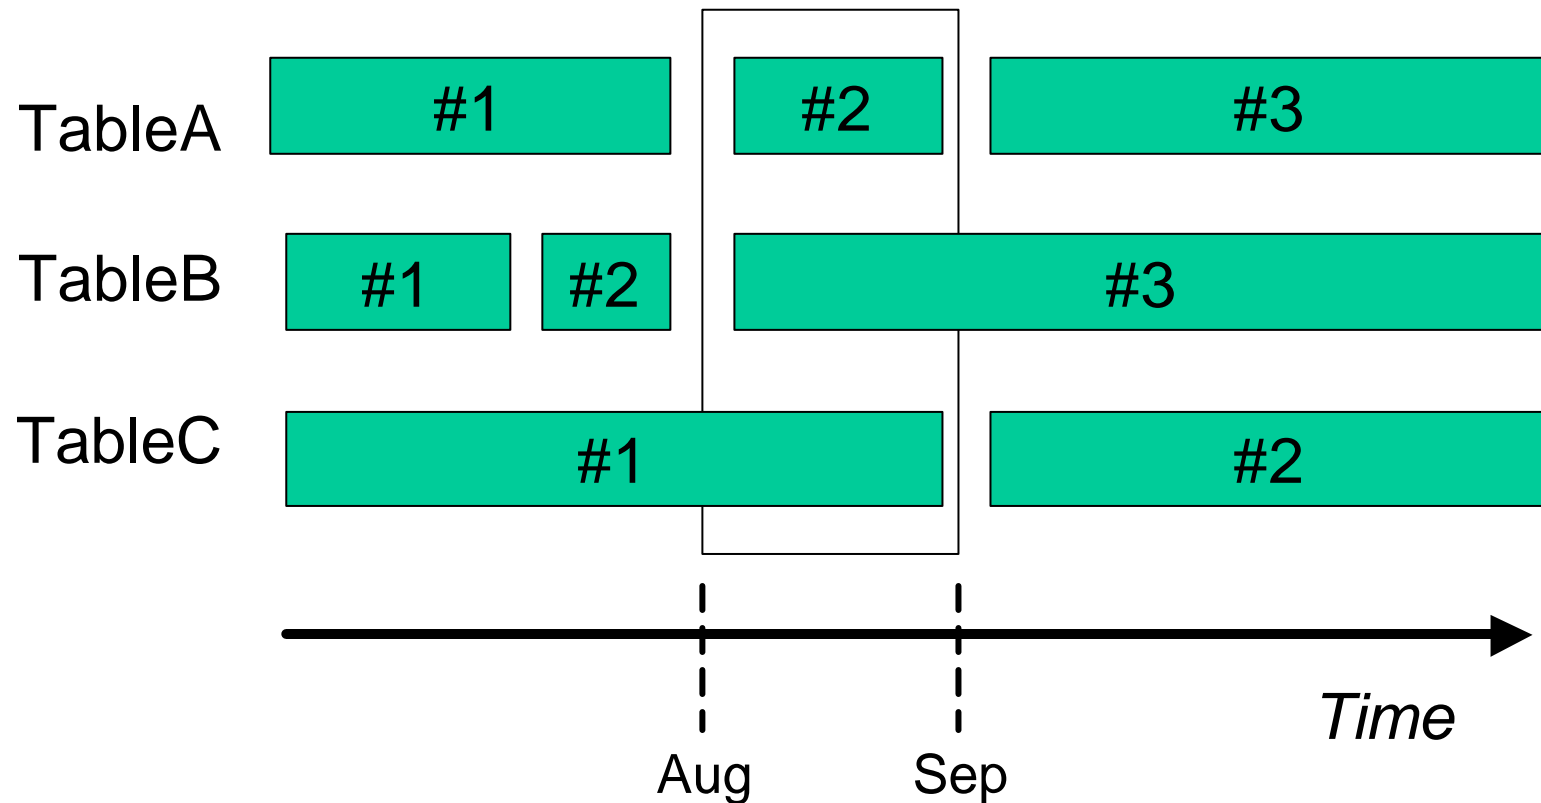 TableA #1 #2 #3
TableB #1 #2 #3
TableC #1 #2
Time
Aug Sep